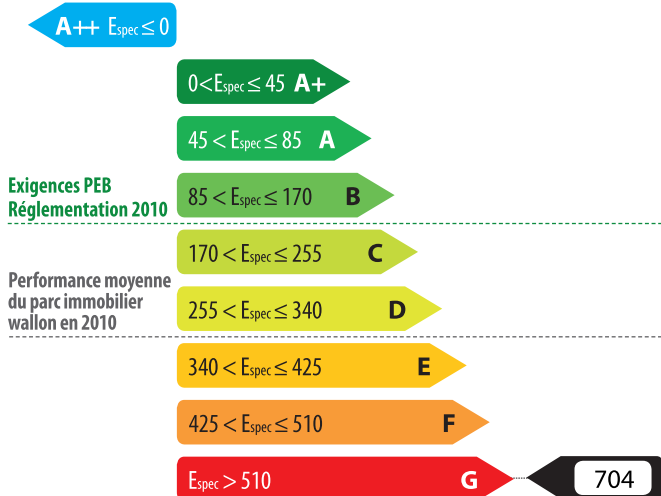 A++ Espec ≤ 0
0<Espec ≤ 45 A+
45 < Espec ≤ 85 A
Exigences PEB
Réglementation 2010
85 < Espec ≤ 170 B
170 < Espec ≤ 255 C
Performance moyenne
du parc immobilier
wallon en 2010
255 < Espec ≤ 340 D
340 < Espec ≤ 425 E
425 < Espec ≤ 510 F
Espec > 510 G 704